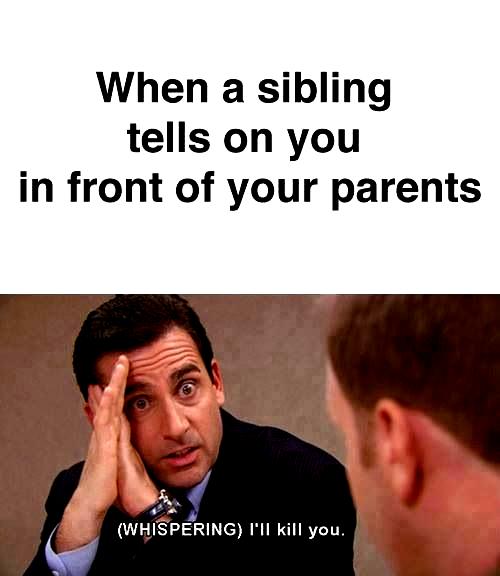 When a sibling
tells on you
in front of your parents
(WHISPERING) I'll kill you.